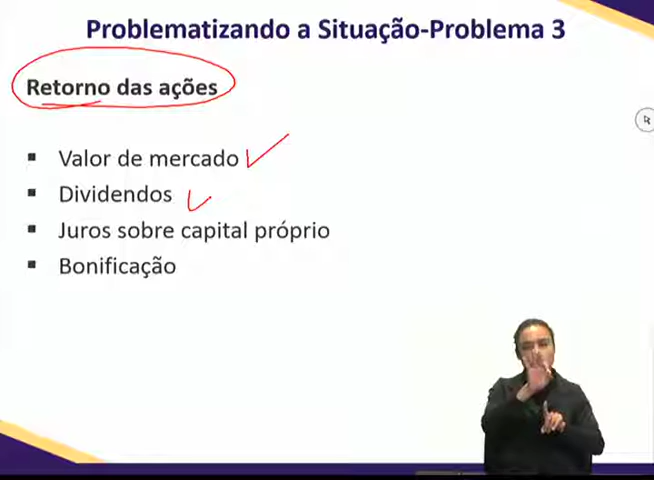 Problematizando a Situação-Problema 3
Retorno das ações
Valor de mercado
Dividendos
Juros sobre capital próprio
Bonificação